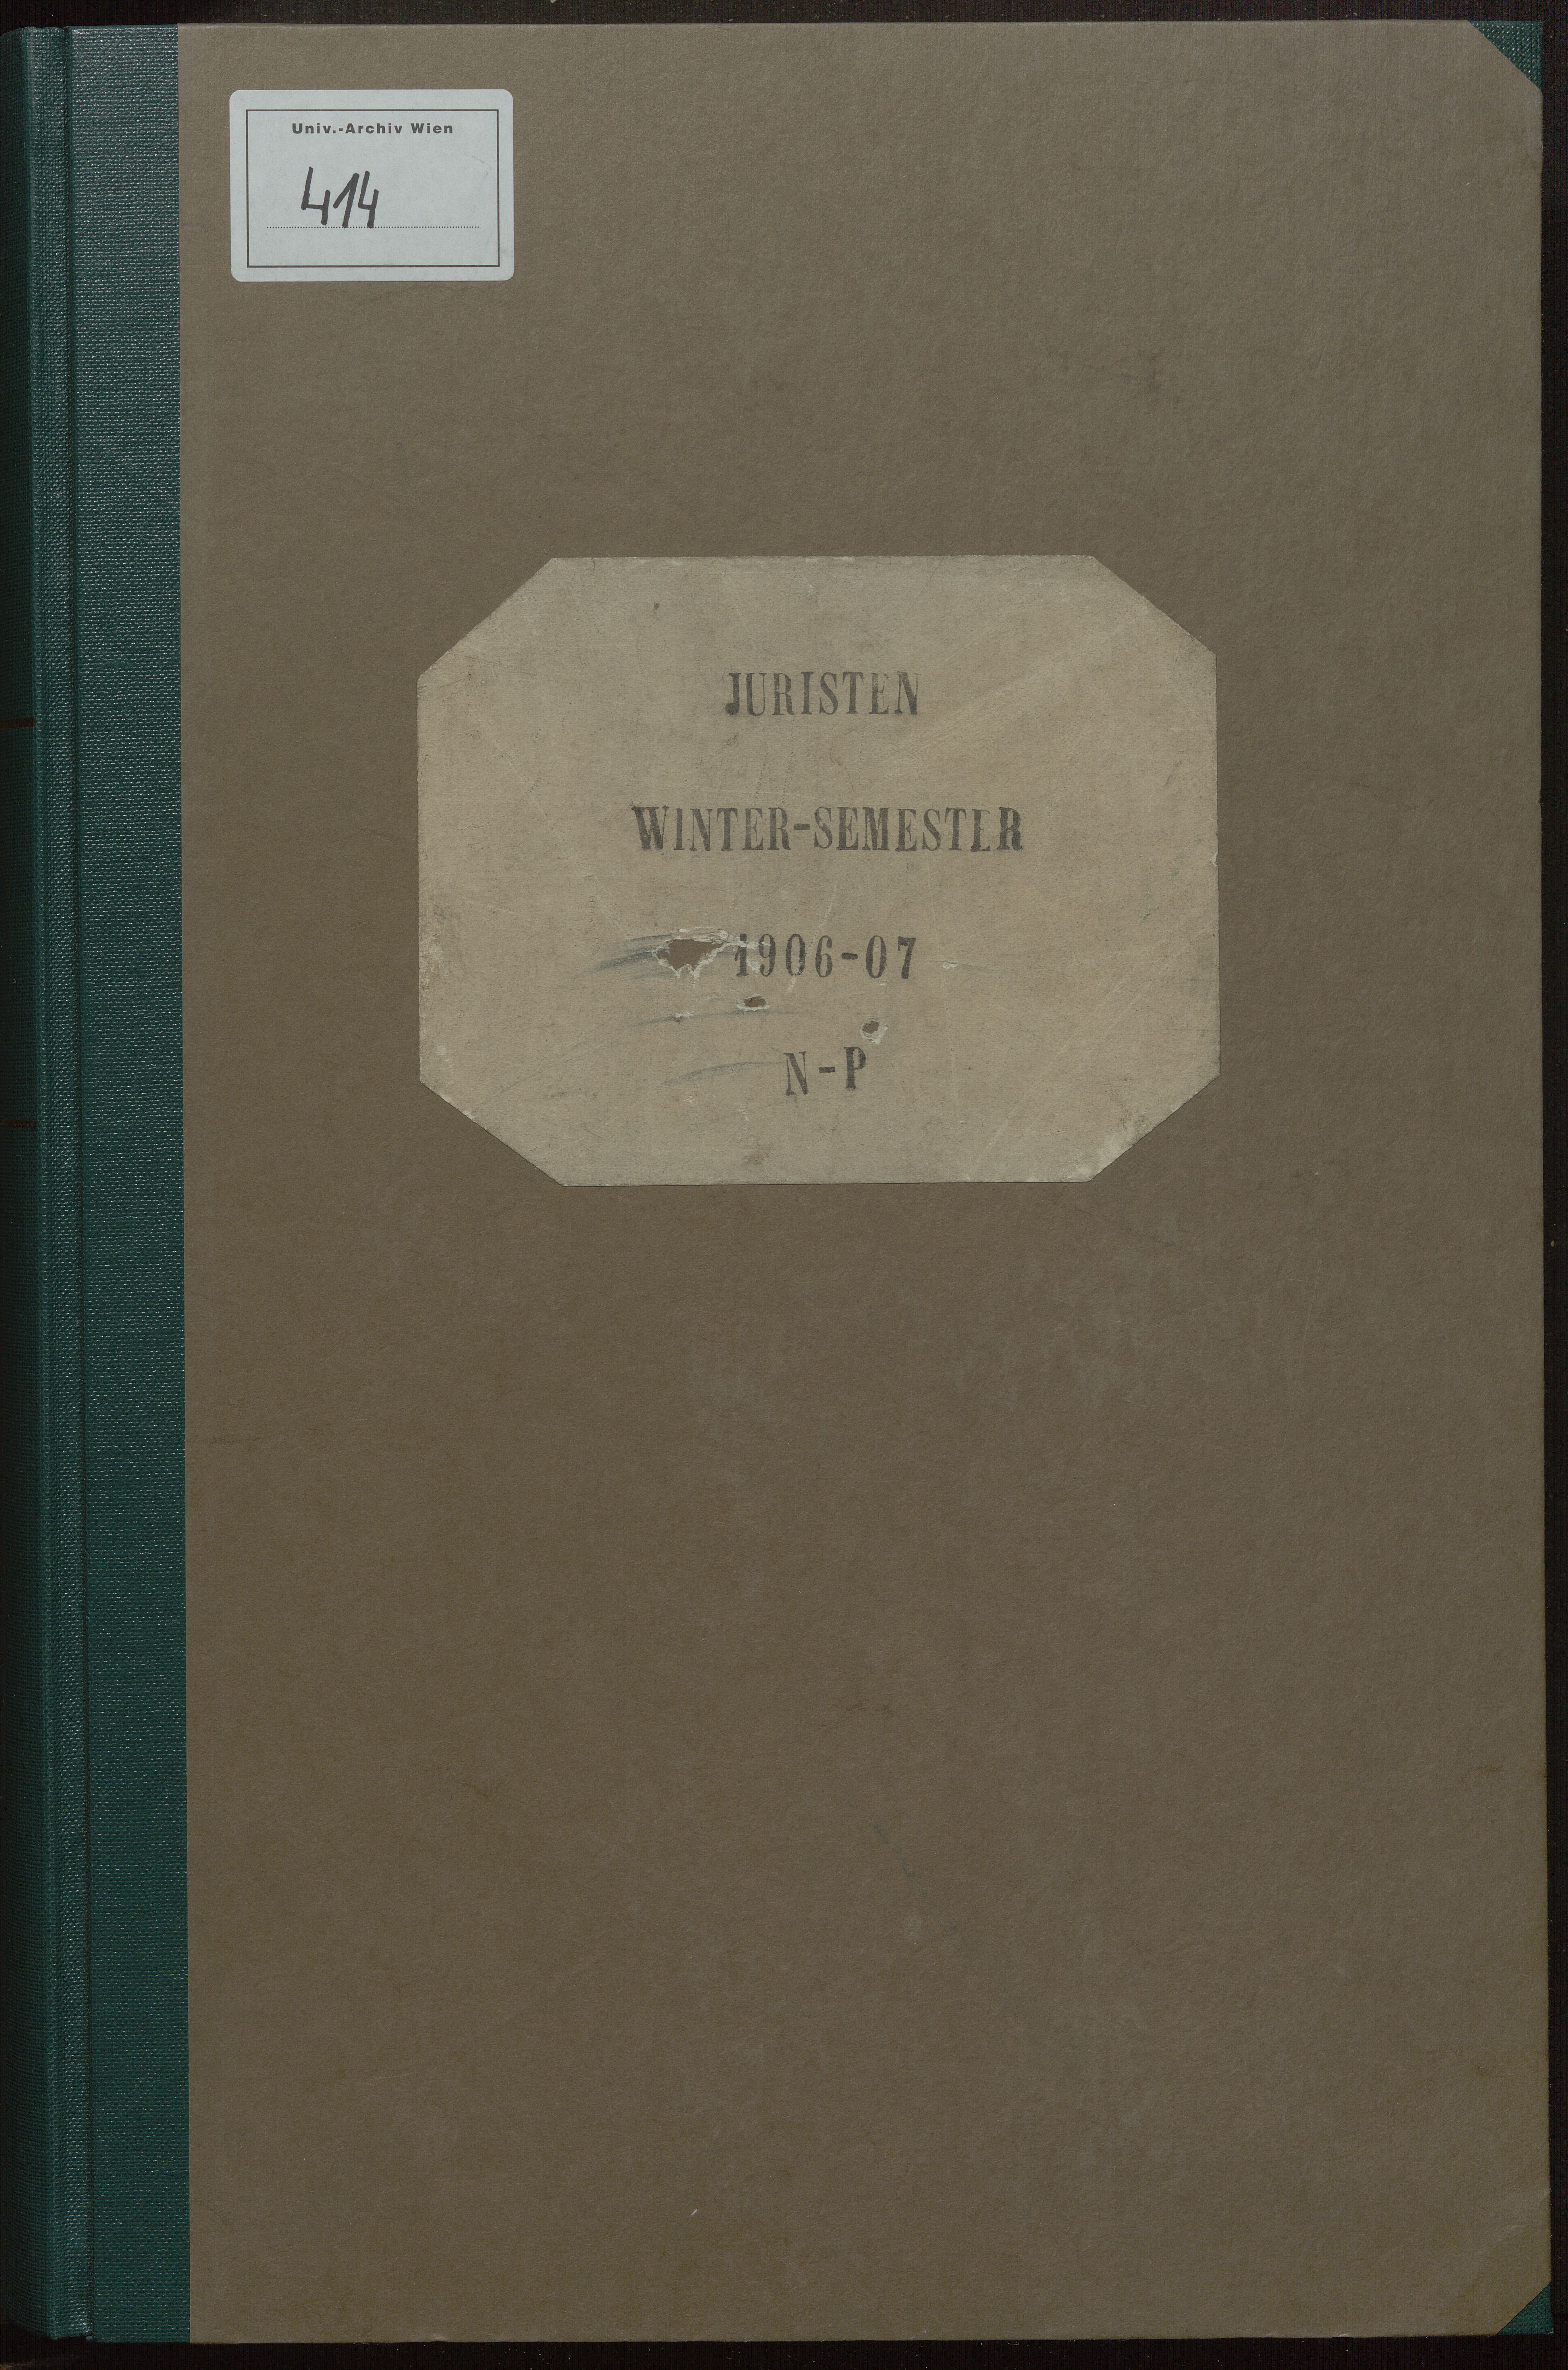 Univ.-Archiv Wien
414
JURISTEN
WINTER-SEMESTER
1906-07
N-P